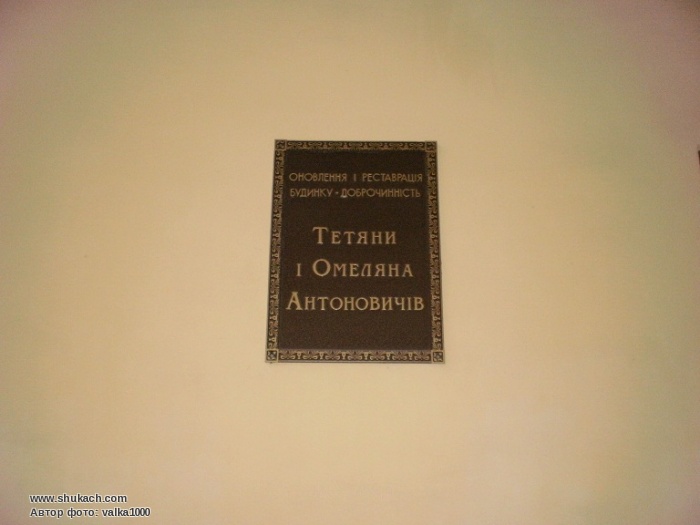 ОНОВЛЕННЯ І РЕСТАВРАЦІЯ
БУДИНКУ - ДОБРОЧИННІСТЬ
ТЕТЯНИ
І ОМЕЛЯНА
АНТОНОВИЧІВ
www.shukach.com
Автор фото: valka1000